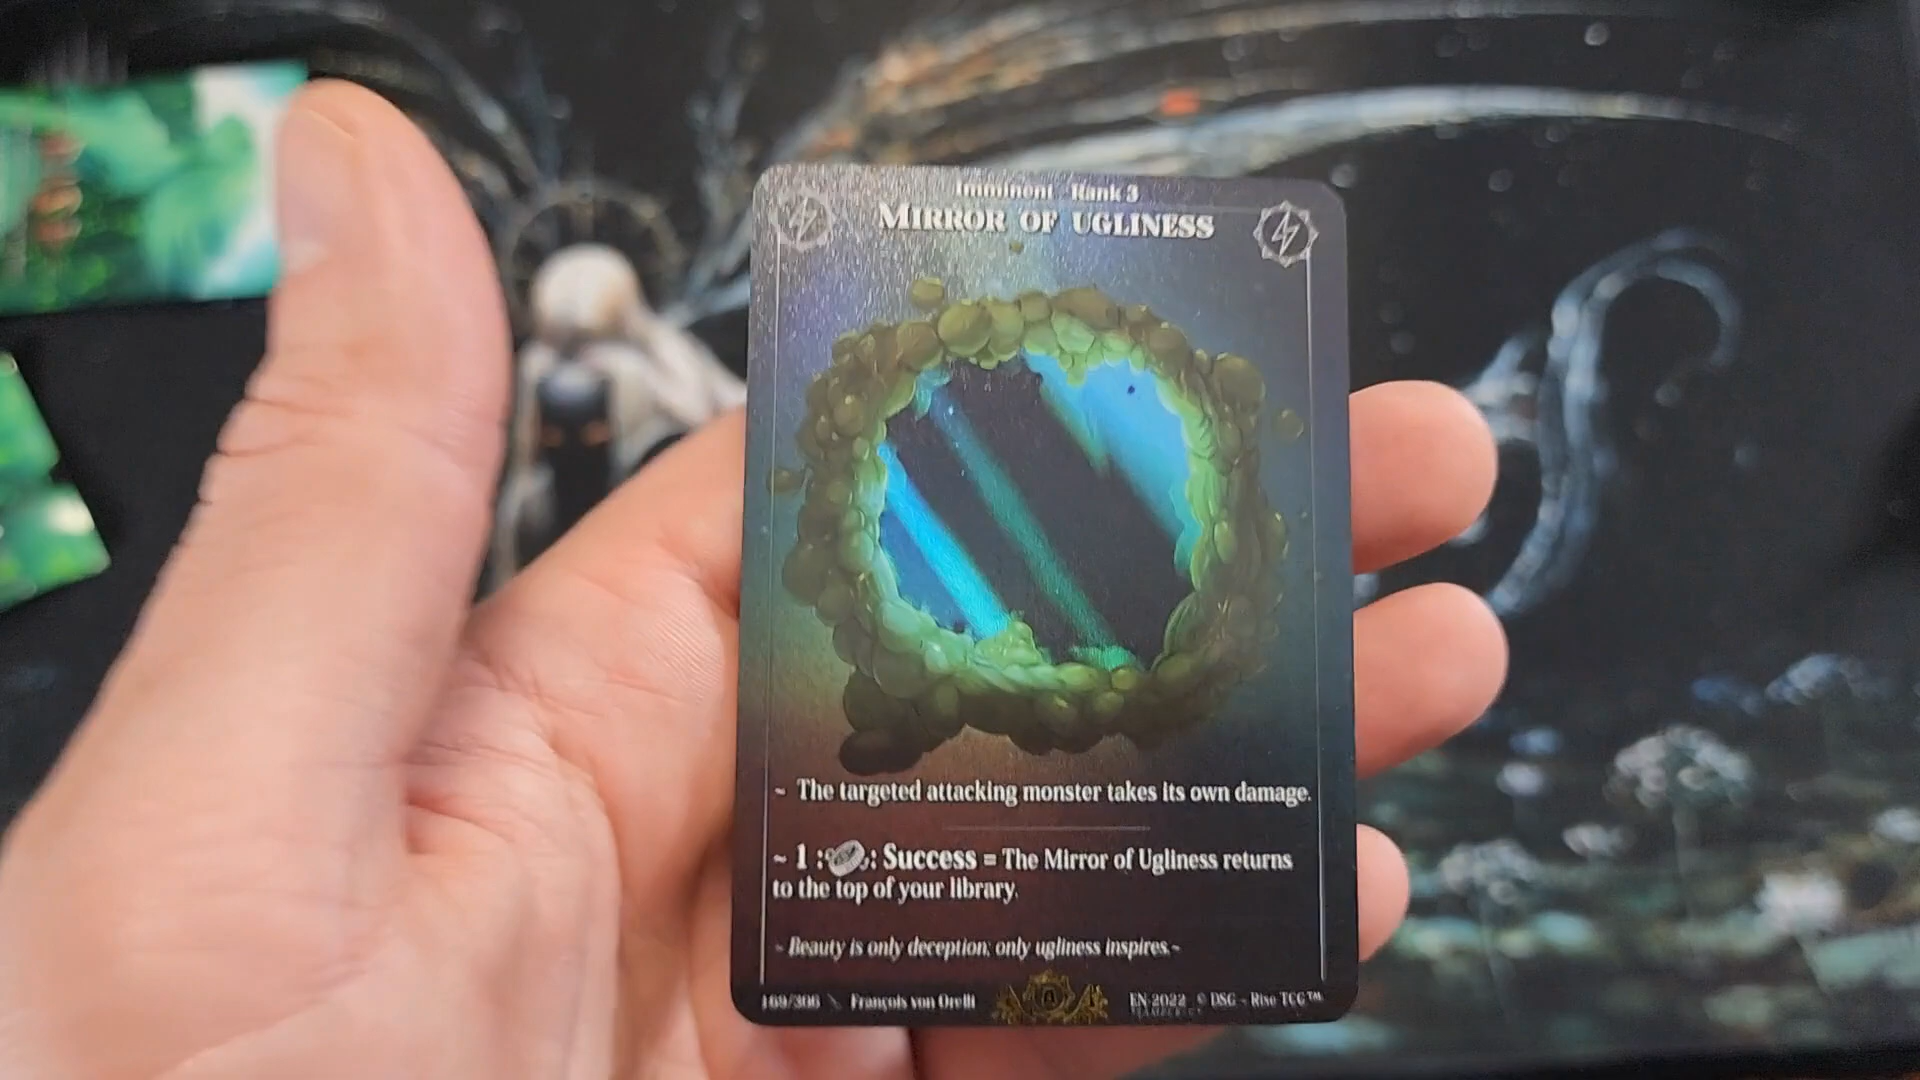 Imminent Rank 3
MIRROR OF UGLINESS
~ The targeted attacking monster takes its own damage.
~ 1 : : Success = The Mirror of Ugliness returns
to the top of your library.
~ Beauty is only deception; only ugliness inspires.~
169/306 François von Orelli EN-2022 © DSG - Rise TCG™